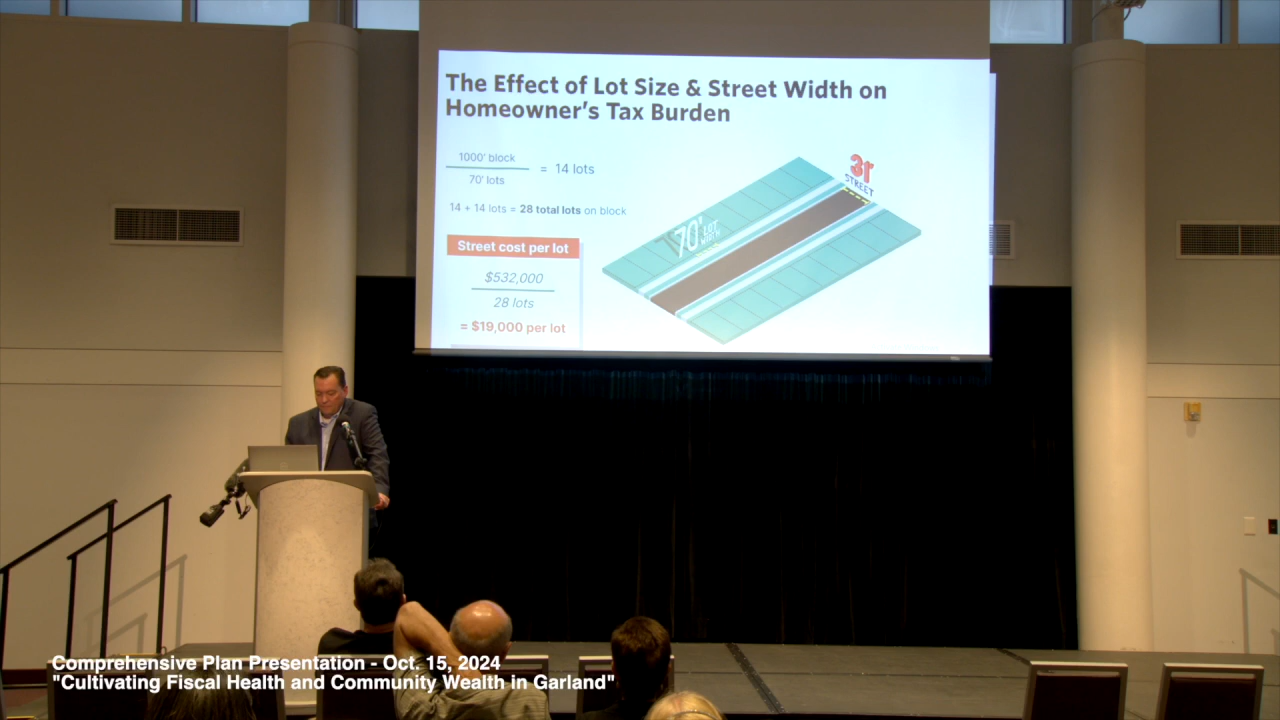 The Effect of Lot Size & Street Width on
Homeowner's Tax Burden
1000' block
70' lots
= 14 lots
14 + 14 lots = 28 total lots on block
Street cost per lot
$532,000
28 lots
= $19,000 per lot
70'
LOT
WIDTH
31'
STREET
Comprehensive Plan Presentation - Oct. 15, 2024
"Cultivating Fiscal Health and Community Wealth in Garland"